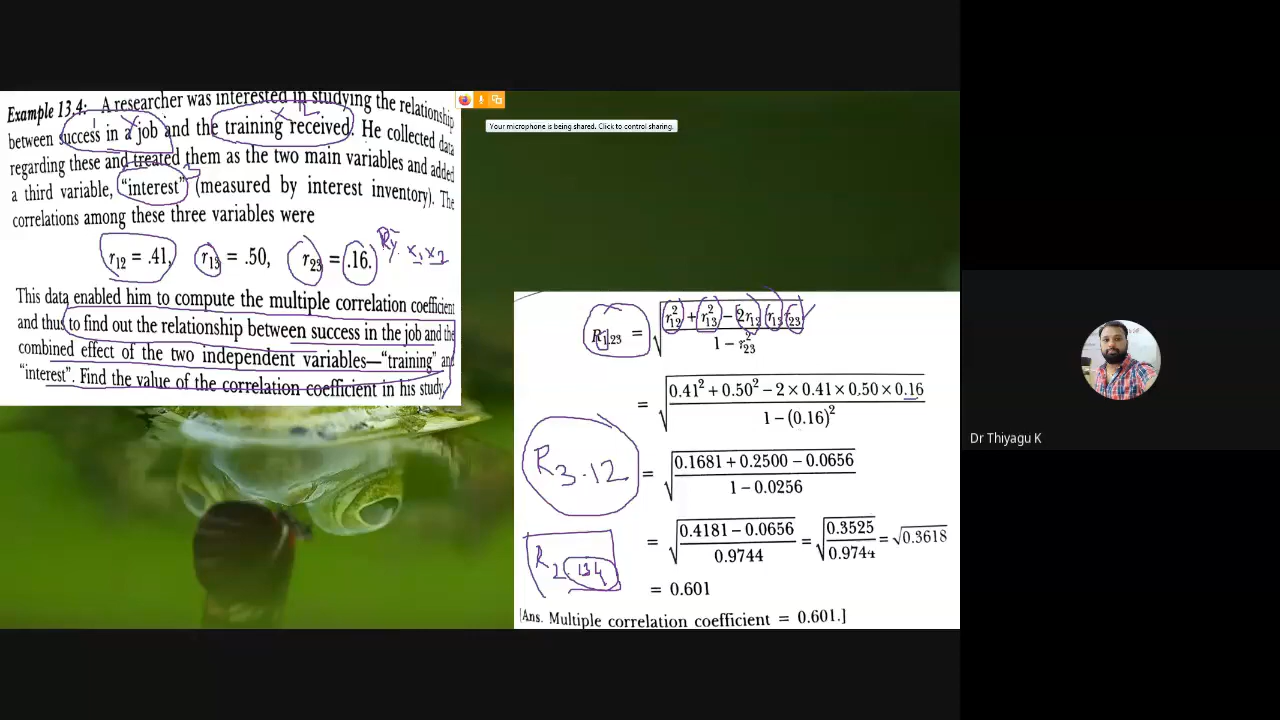 Example 13.4: A researcher was interested in studying the relationship
between success in a job and the training received. He collected data
regarding these and treated them as the two main variables and added
a third variable, "interest" (measured by interest inventory). The
correlations among these three variables were
r12 = .41, r13 = .50, r23 = .16.
Ry. x1 x2
This data enabled him to compute the multiple correlation coefficient
and thus to find out the relationship between success in the job and the
combined effect of the two independent variables—"training" and
"interest". Find the value of the correlation coefficient in his study.
Your microphone is being shared. Click to control sharing.
R1.23 = √((r12² + r13² − 2r12 r13 r23) / (1 − r23²))
= √((0.41² + 0.50² − 2 × 0.41 × 0.50 × 0.16) / (1 − (0.16)²))
R3.12
= √((0.1681 + 0.2500 − 0.0656) / (1 − 0.0256))
R2 134
= √((0.4181 − 0.0656) / 0.9744) = √(0.3525 / 0.9744) = √0.3618
= 0.601
[Ans. Multiple correlation coefficient = 0.601.]
Dr Thiyagu K